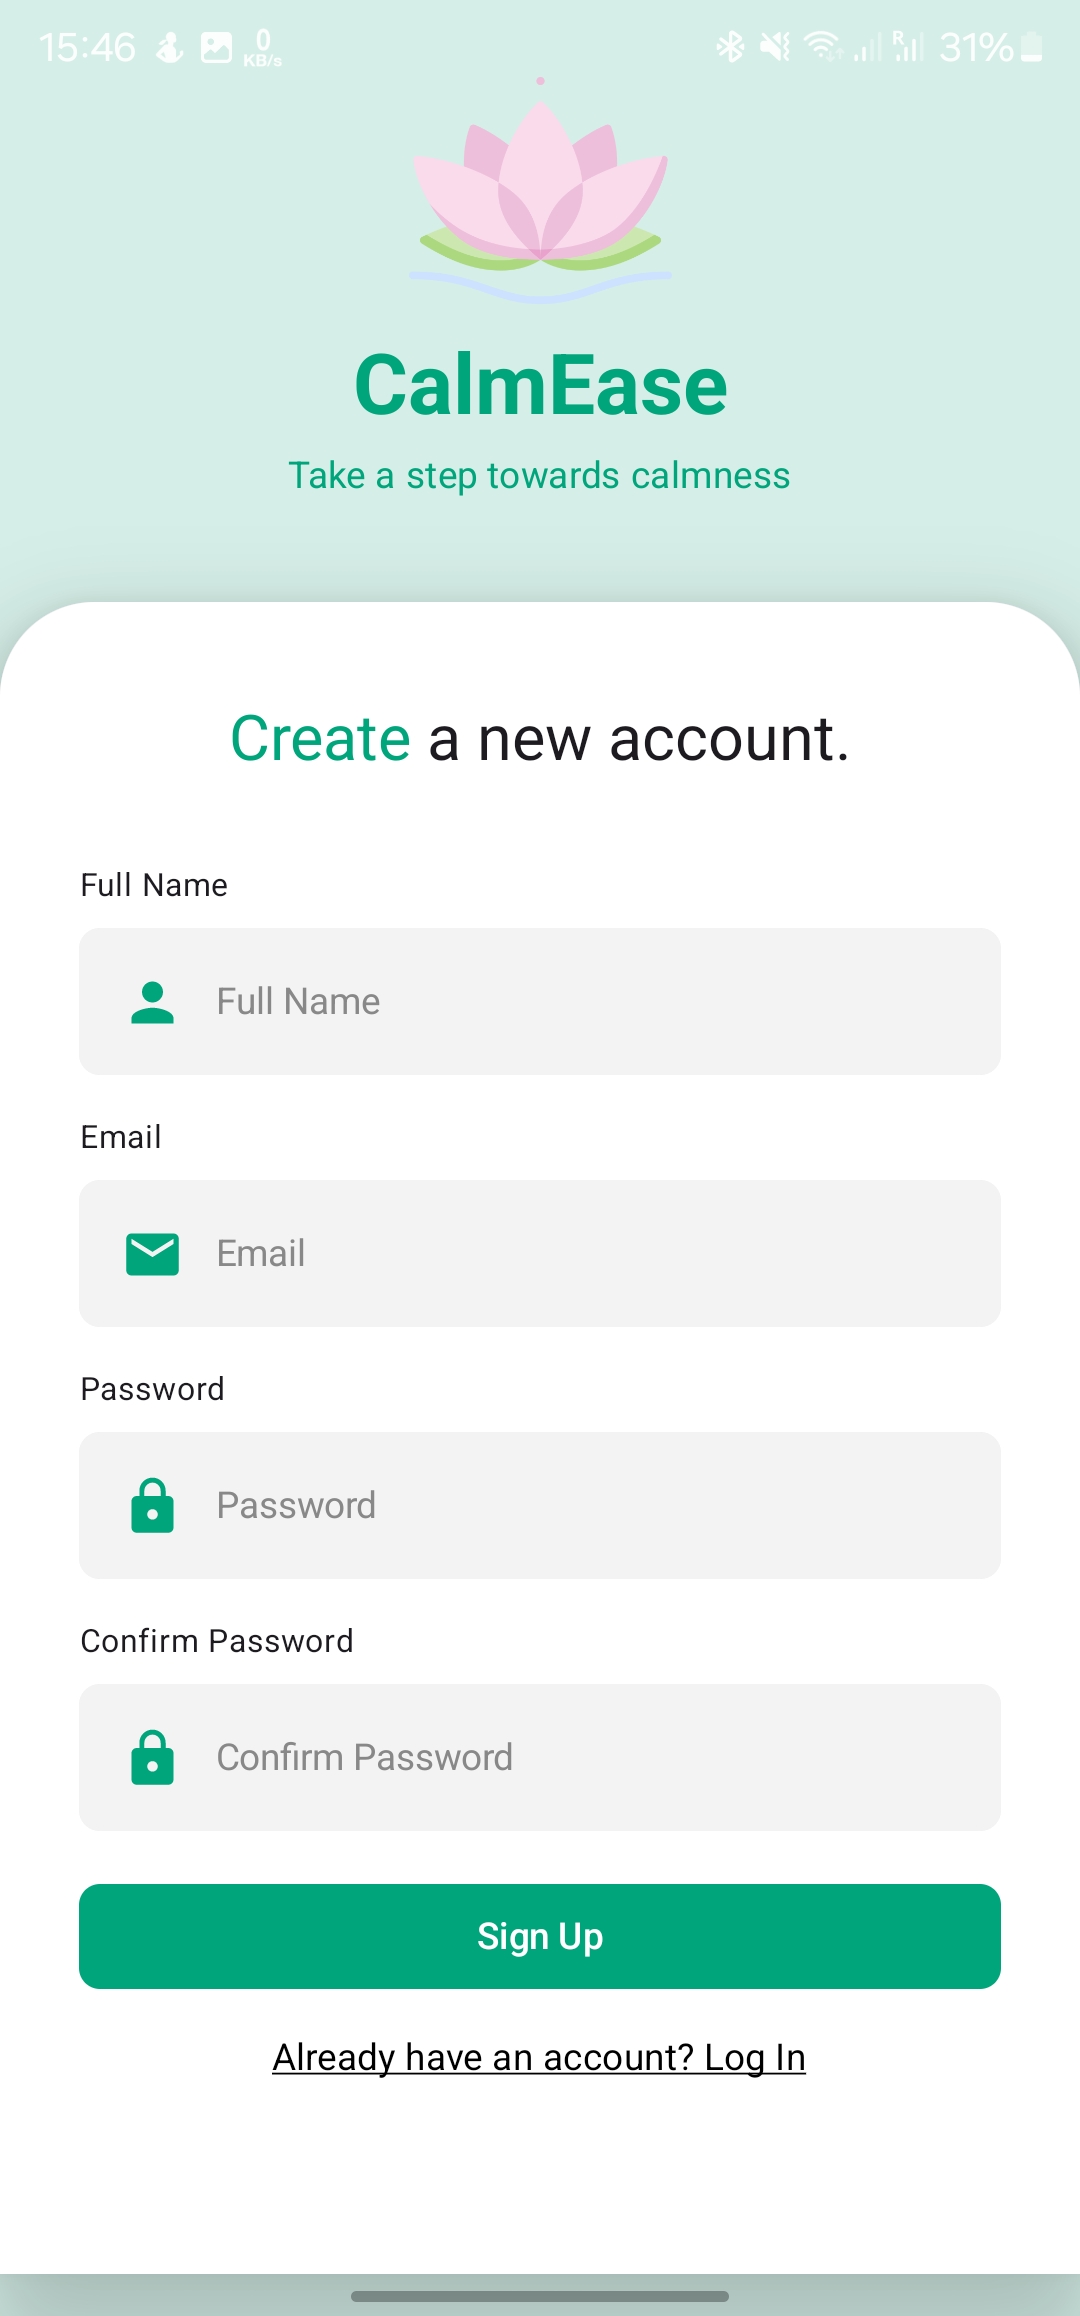 15:46 0 KB/s R 31%
CalmEase
Take a step towards calmness
Create a new account.
Full Name
Full Name
Email
Email
Password
Password
Confirm Password
Confirm Password
Sign Up
Already have an account? Log In